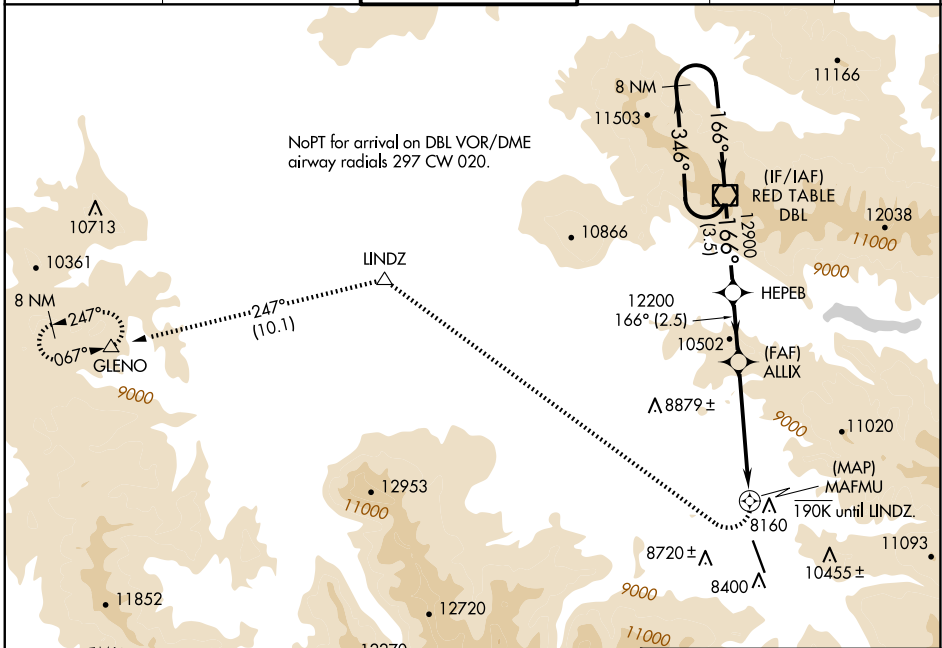 11166
8 NM
11503
166°
346°
NoPT for arrival on DBL VOR/DME
airway radials 297 CW 020.
(IF/IAF)
RED TABLE
DBL
12038
11000
10713
10866
12900
166°
(3.5)
9000
10361
LINDZ
HEPEB
8 NM
247°
247°
(10.1)
12200
166° (2.5)
067°
GLENO
10502
(FAF)
ALLIX
9000
8879 ±
9000
11020
12953
11000
(MAP)
MAFMU
190K until LINDZ.
8160
8720 ±
11093
10455 ±
8400
9000
11852
12720
11000